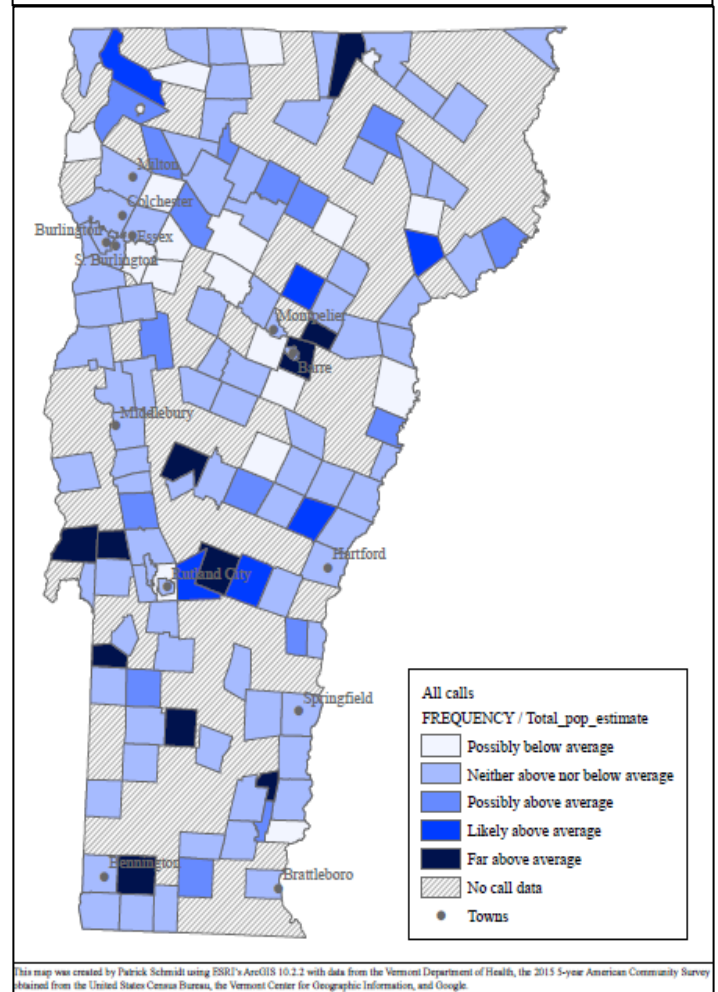 Milton
Colchester
Burlington
Essex
S. Burlington
Montpelier
Barre
Middlebury
Hartford
Rutland City
Springfield
Bennington
Brattleboro
All calls
FREQUENCY / Total_pop_estimate
Possibly below average
Neither above nor below average
Possibly above average
Likely above average
Far above average
No call data
Towns
This map was created by Patrick Schmidt using ESRI's ArcGIS 10.2.2 with data from the Vermont Department of Health, the 2015 5-year American Community Survey
obtained from the United States Census Bureau, the Vermont Center for Geographic Information, and Google.